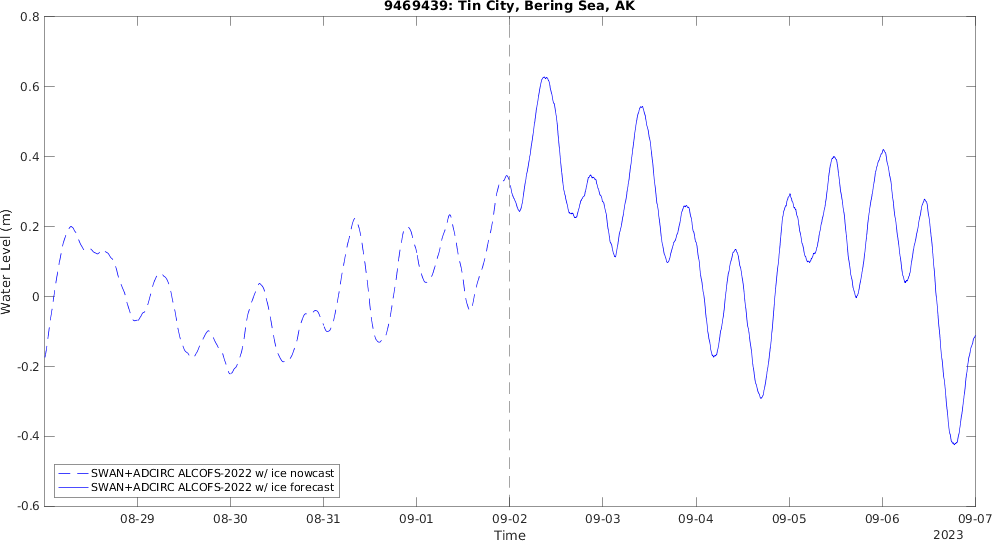 9469439: Tin City, Bering Sea, AK
Water Level (m)
0.8
0.6
0.4
0.2
0
-0.2
-0.4
-0.6
SWAN+ADCIRC ALCOFS-2022 w/ ice nowcast
SWAN+ADCIRC ALCOFS-2022 w/ ice forecast
08-29 08-30 08-31 09-01 09-02 09-03 09-04 09-05 09-06 09-07
Time
2023